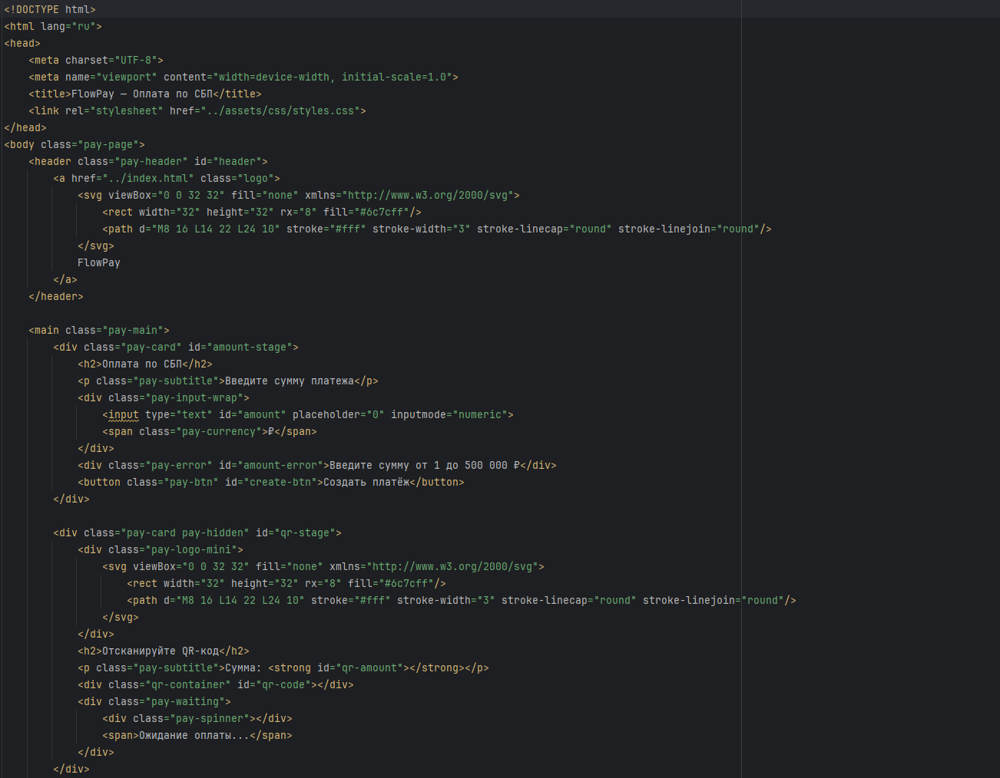 <!DOCTYPE html>
<html lang="ru">
<head>
    <meta charset="UTF-8">
    <meta name="viewport" content="width=device-width, initial-scale=1.0">
    <title>FlowPay — Оплата по СБП</title>
    <link rel="stylesheet" href="../assets/css/styles.css">
</head>
<body class="pay-page">
    <header class="pay-header" id="header">
        <a href="../index.html" class="logo">
            <svg viewBox="0 0 32 32" fill="none" xmlns="http://www.w3.org/2000/svg">
                <rect width="32" height="32" rx="8" fill="#6c7cff"/>
                <path d="M8 16 L14 22 L24 10" stroke="#fff" stroke-width="3" stroke-linecap="round" stroke-linejoin="round"/>
            </svg>
            FlowPay
        </a>
    </header>

    <main class="pay-main">
        <div class="pay-card" id="amount-stage">
            <h2>Оплата по СБП</h2>
            <p class="pay-subtitle">Введите сумму платежа</p>
            <div class="pay-input-wrap">
                <input type="text" id="amount" placeholder="0" inputmode="numeric">
                <span class="pay-currency">₽</span>
            </div>
            <div class="pay-error" id="amount-error">Введите сумму от 1 до 500 000 ₽</div>
            <button class="pay-btn" id="create-btn">Создать платёж</button>
        </div>

        <div class="pay-card pay-hidden" id="qr-stage">
            <div class="pay-logo-mini">
                <svg viewBox="0 0 32 32" fill="none" xmlns="http://www.w3.org/2000/svg">
                    <rect width="32" height="32" rx="8" fill="#6c7cff"/>
                    <path d="M8 16 L14 22 L24 10" stroke="#fff" stroke-width="3" stroke-linecap="round" stroke-linejoin="round"/>
                </svg>
            </div>
            <h2>Отсканируйте QR-код</h2>
            <p class="pay-subtitle">Сумма: <strong id="qr-amount"></strong></p>
            <div class="qr-container" id="qr-code"></div>
            <div class="pay-waiting">
                <div class="pay-spinner"></div>
                <span>Ожидание оплаты...</span>
            </div>
        </div>